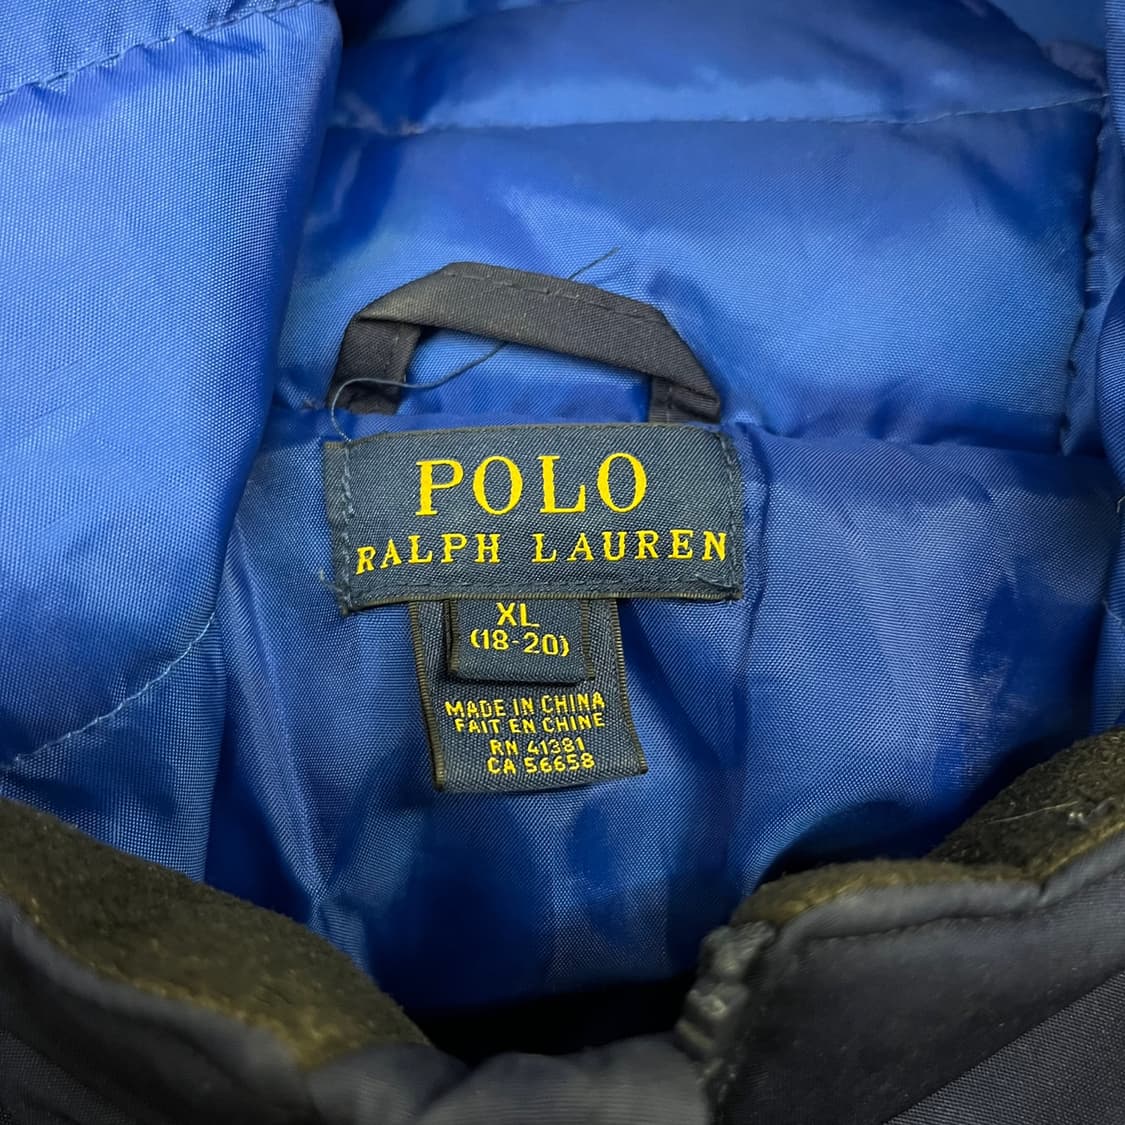 POLO
RALPH LAUREN
XL
(18-20)
MADE IN CHINA
FAIT EN CHINE
RN 41381
CA 56658